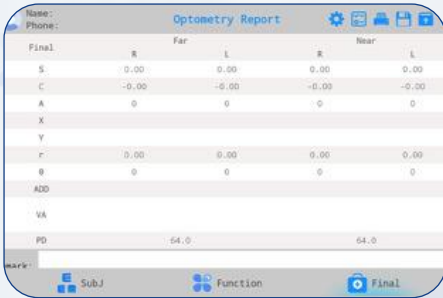 Name:
Phone:
Optometry Report
Final Far Near
R L R L
S 0.00 0.00 0.00 0.00
C -0.00 -0.00 -0.00 -0.00
A 0 0 0 0
X
Y
r 0.00 0.00 0.00 0.00
θ 0 0 0 0
ADD
VA
PD 64.0 64.0
mark:
SubJ Function Final